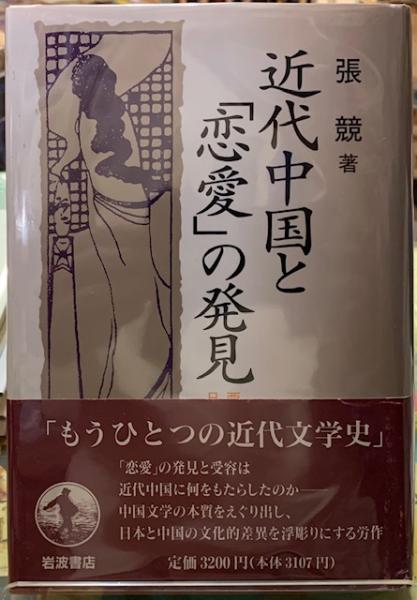 張 競 著
近代中国と
「恋愛」の発見
西
日
「もうひとつの近代文学史」
「恋愛」の発見と受容は
近代中国に何をもたらしたのか―
中国文学の本質をえぐり出し、
日本と中国の文化的差異を浮彫りにする労作
岩波書店
定価3200円(本体3107円)